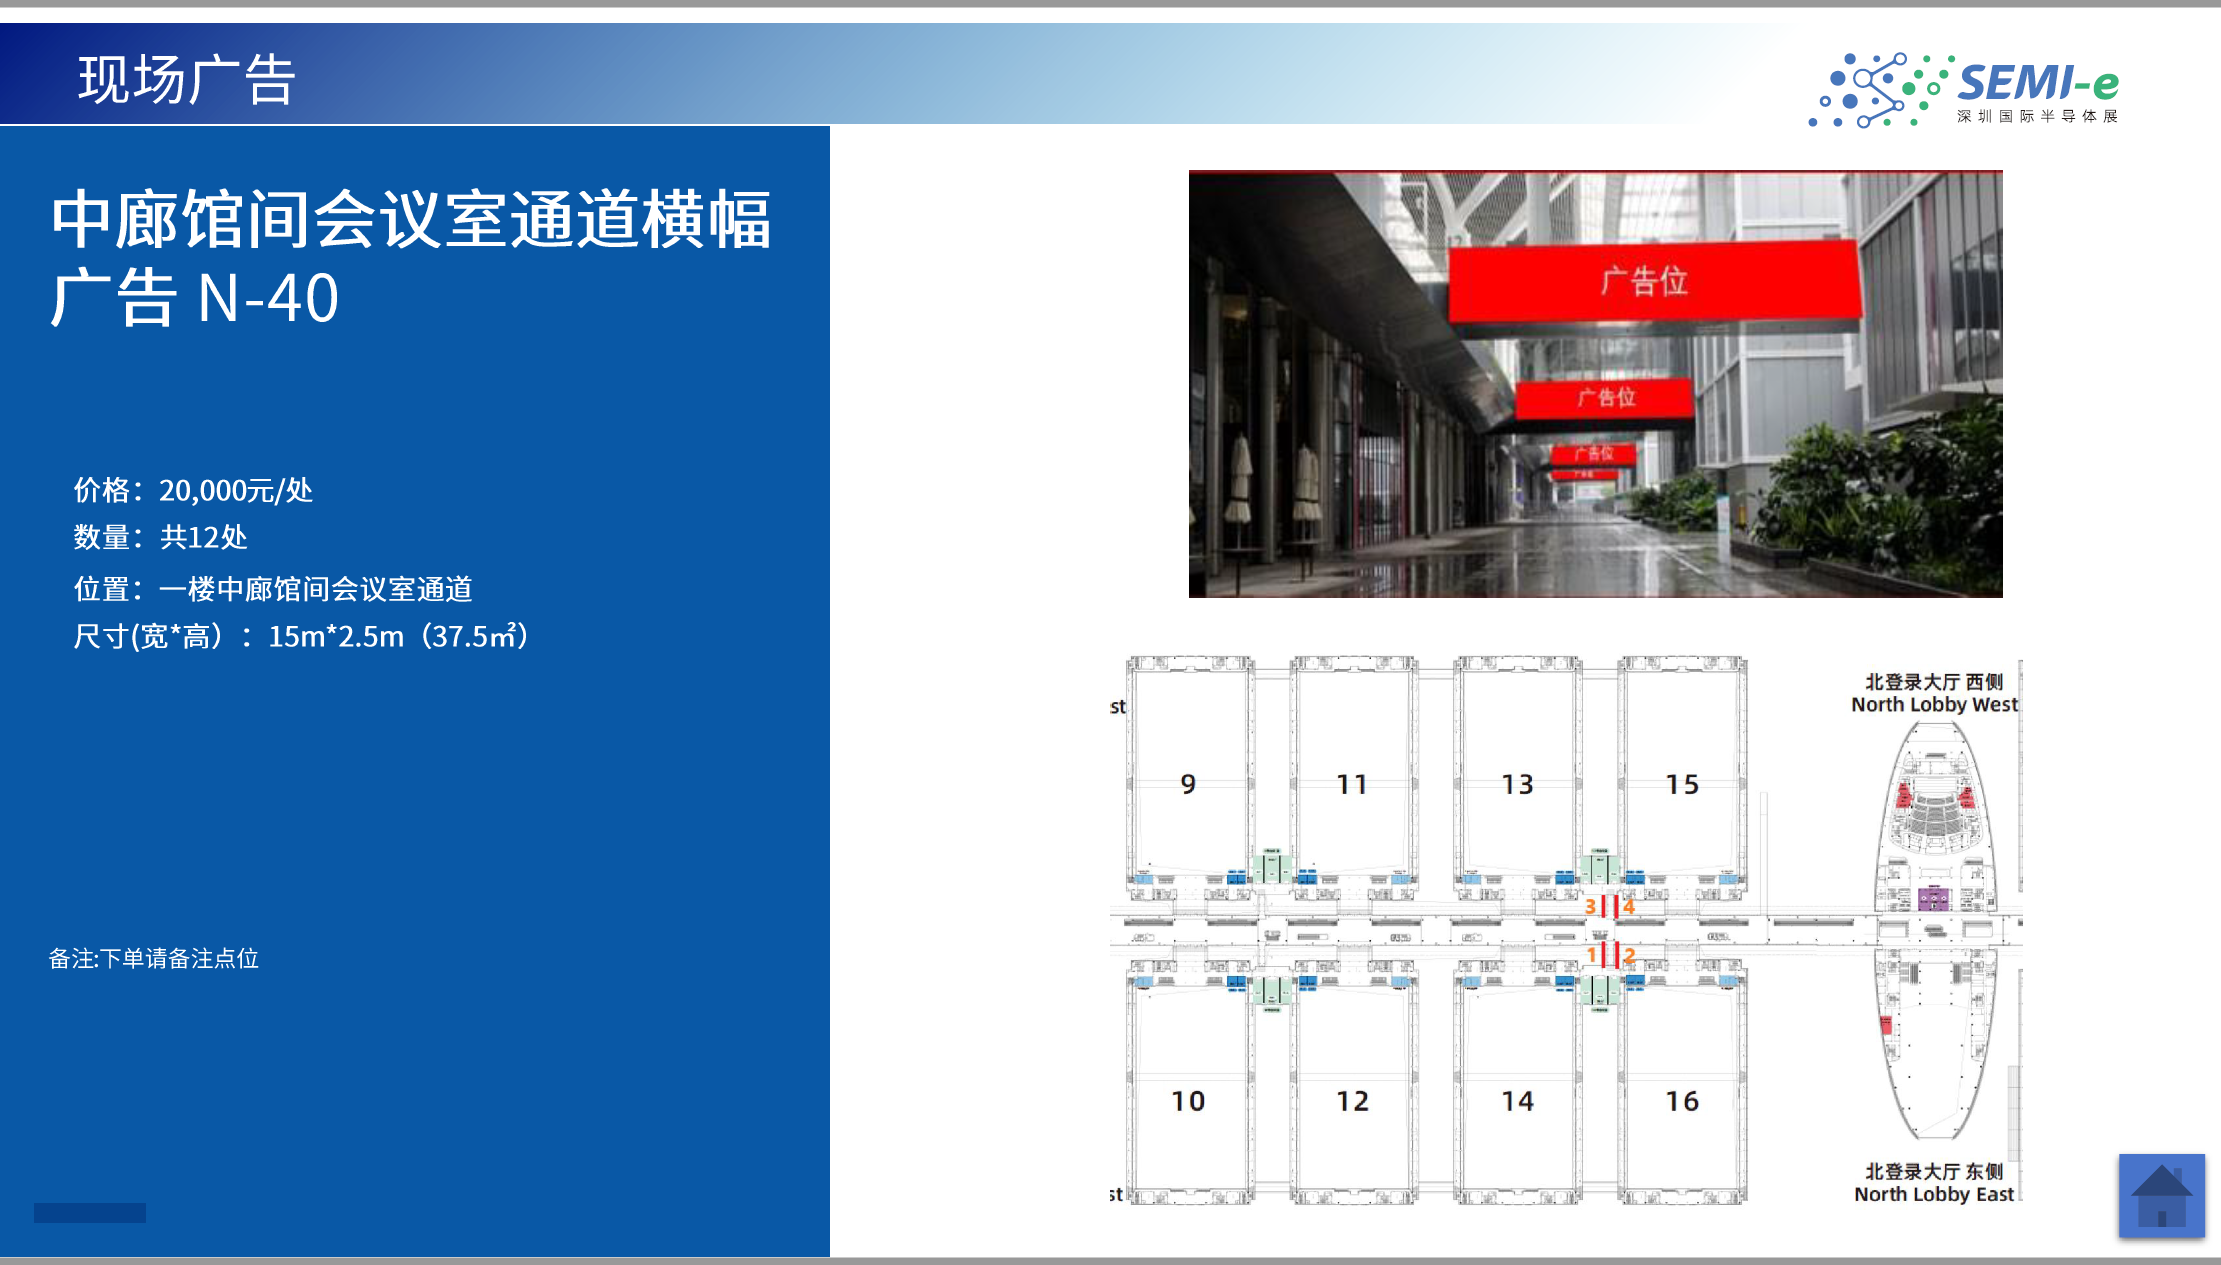 现场广告
SEMI-e
深圳国际半导体展
中廊馆间会议室通道横幅
广告 N-40
价格：20,000元/处
数量：共12处
位置：一楼中廊馆间会议室通道
尺寸(宽*高）：15m*2.5m（37.5㎡）
备注:下单请备注点位
广告位
广告位
广告位
st
9
11
13
15
北登录大厅 西侧
North Lobby West
3
4
1
2
10
12
14
16
st
北登录大厅 东侧
North Lobby East